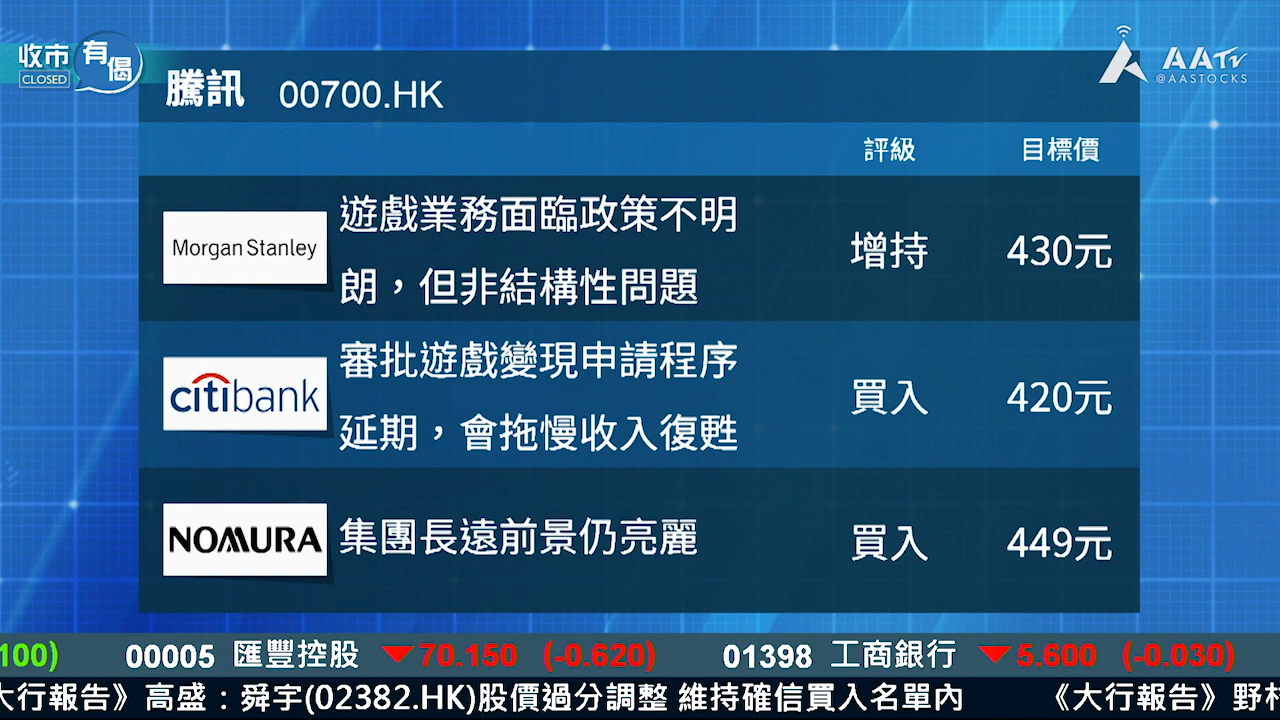 收市
CLOSED
有偈
AATV
@AASTOCKS
騰訊 00700.HK
評級 目標價
Morgan Stanley
遊戲業務面臨政策不明
朗，但非結構性問題
增持 430元
citibank
審批遊戲變現申請程序
延期，會拖慢收入復甦
買入 420元
NOMURA
集團長遠前景仍亮麗
買入 449元
100) 00005 匯豐控股 ▼70.150 (-0.620) 01398 工商銀行 ▼5.600 (-0.030)
大行報告》高盛：舜宇(02382.HK)股價過分調整 維持確信買入名單內 《大行報告》野村